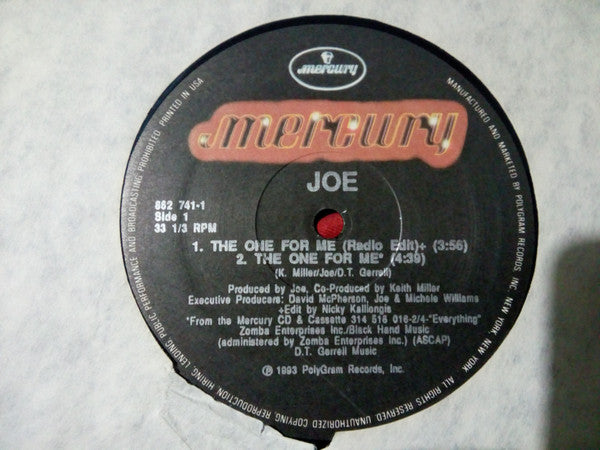 mercury
mercury
JOE
862 741-1
Side 1
33 1/3 RPM
1. THE ONE FOR ME (Radio Edit)+ (3:56)
2. THE ONE FOR ME* (4:39)
(K. Miller/Joe/D.T. Gerrell)
Produced by Joe, Co-Produced by Keith Miller
Executive Producers: David McPherson, Joe & Michele Williams
+Edit by Nicky Kalliongis
*From the Mercury CD & Cassette 314 518 016-2/4-"Everything"
Zomba Enterprises Inc./Black Hand Music
(administered by Zomba Enterprises Inc.) (ASCAP)
D.T. Gerrell Music
℗ 1993 PolyGram Records, Inc.
MANUFACTURED AND MARKETED BY POLYGRAM RECORDS, INC. NEW YORK, NEW YORK.
ALL RIGHTS RESERVED. UNAUTHORIZED COPYING, REPRODUCTION, HIRING, LENDING, PUBLIC PERFORMANCE AND BROADCASTING PROHIBITED. PRINTED IN USA